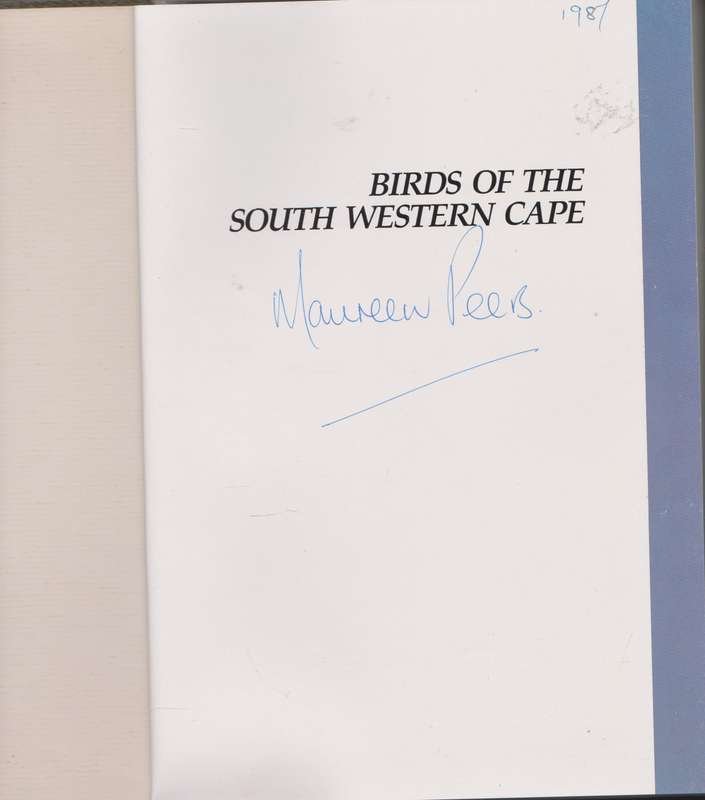 1987
BIRDS OF THE
SOUTH WESTERN CAPE
Maureen Peers.